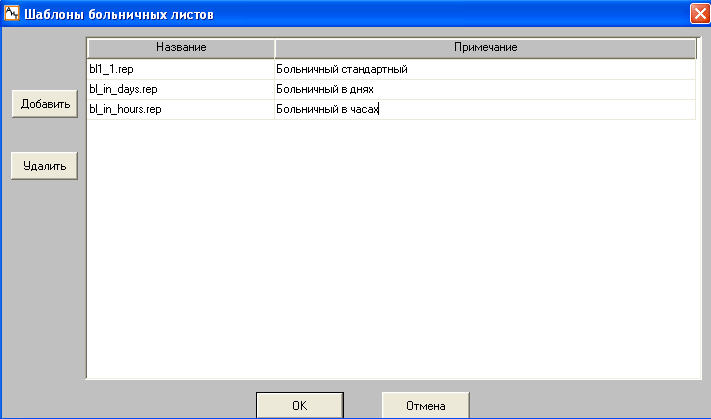 Шаблоны больничных листов
Название Примечание
bl1_1.rep Больничный стандартный
bl_in_days.rep Больничный в днях
bl_in_hours.rep Больничный в часах
Добавить
Удалить
OK Отмена